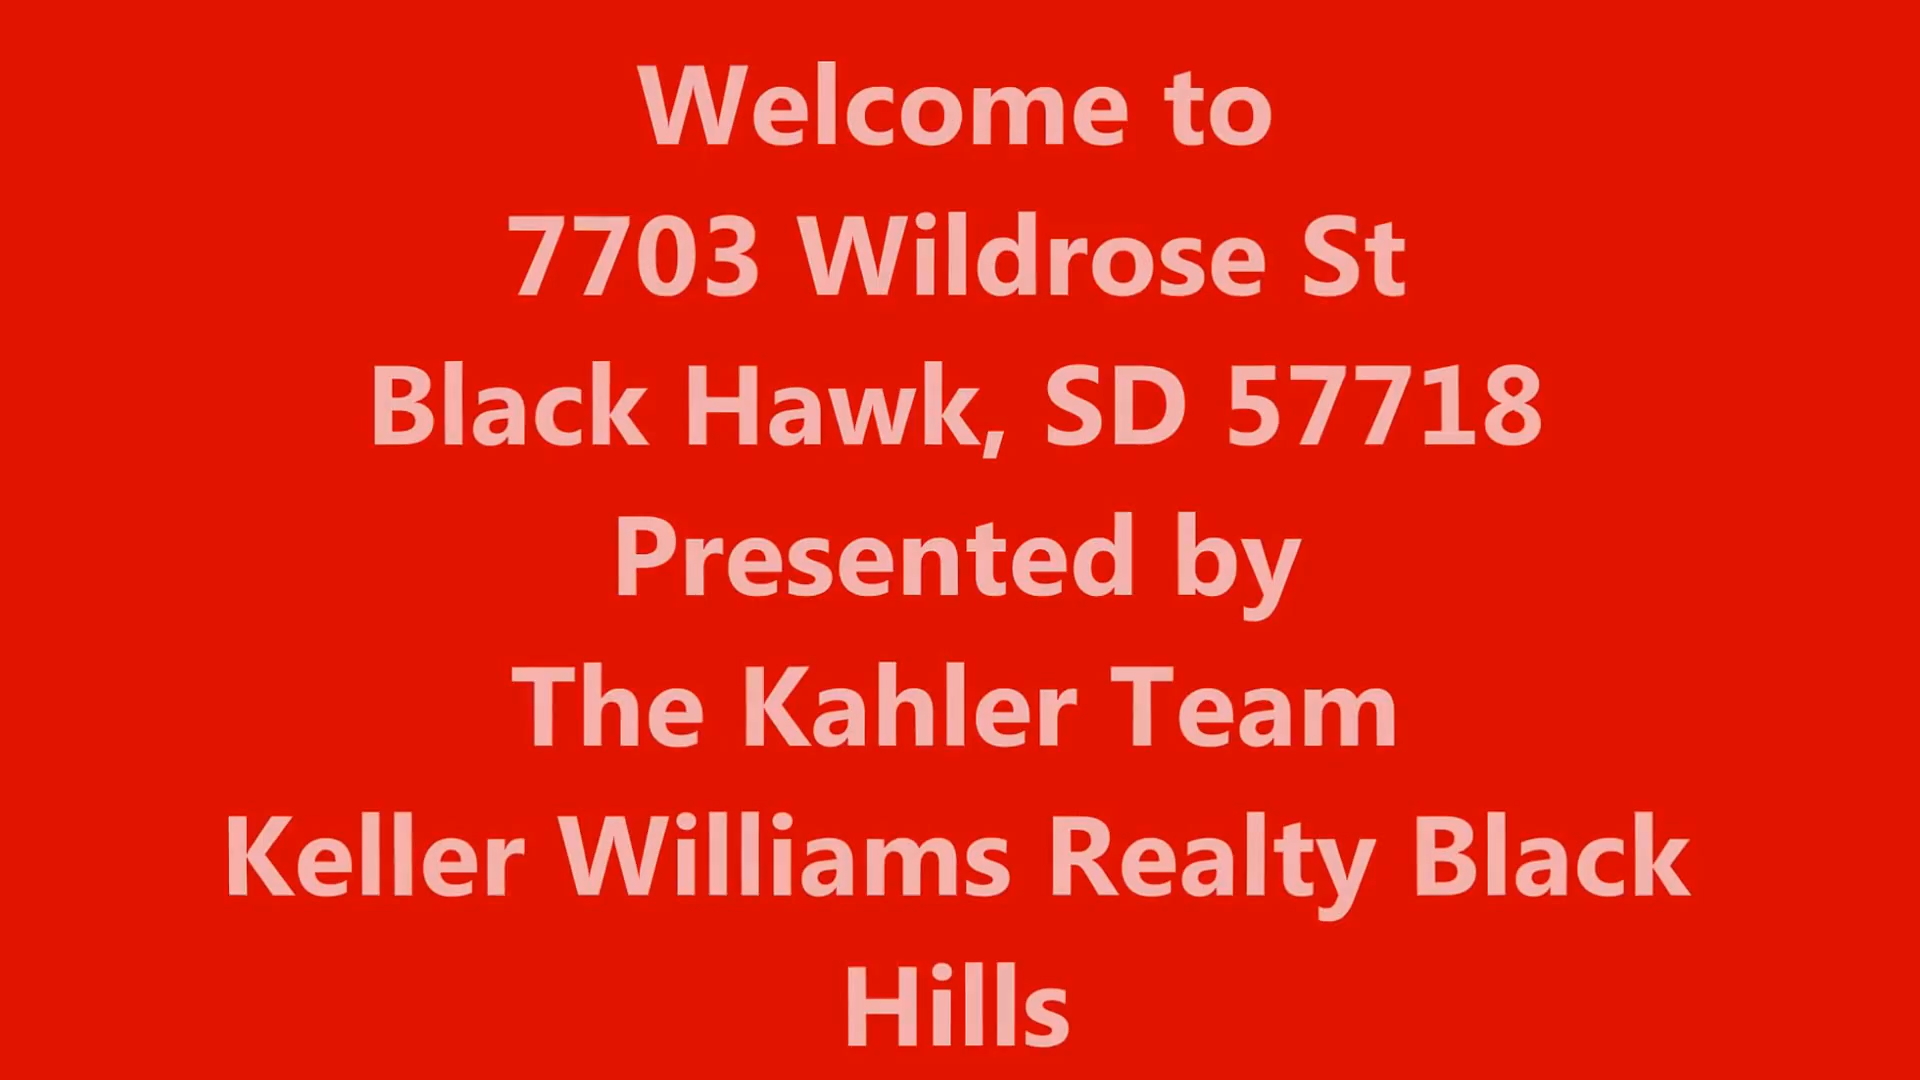 Welcome to
7703 Wildrose St
Black Hawk, SD 57718
Presented by
The Kahler Team
Keller Williams Realty Black
Hills